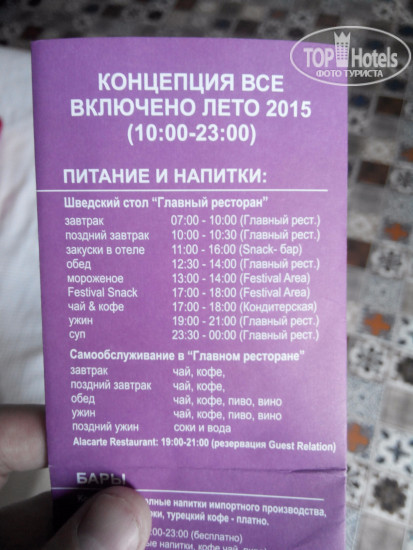 TOP Hotels
ФОТО ТУРИСТА
КОНЦЕПЦИЯ ВСЕ
ВКЛЮЧЕНО ЛЕТО 2015
(10:00-23:00)
ПИТАНИЕ И НАПИТКИ:
Шведский стол “Главный ресторан”
завтрак 07:00 - 10:00 (Главный рест.)
поздний завтрак 10:00 - 10:30 (Главный рест.)
закуски в отеле 11:00 - 16:00 (Snack- бар)
обед 12:30 - 14:00 (Главный рест.)
мороженое 13:00 - 14:00 (Festival Area)
Festival Snack 17:00 - 18:00 (Festival Area)
чай & кофе 17:00 - 18:00 (Кондитерская)
ужин 19:00 - 21:00 (Главный рест.)
суп 23:30 - 00:00 (Главный рест.)
Самообслуживание в “Главном ресторане”
завтрак чай, кофе,
поздний завтрак чай, кофе,
обед чай, кофе, пиво, вино
ужин чай, кофе, пиво, вино
поздний ужин соки и вода
Alacarte Restaurant: 19:00-21:00 (резервация Guest Relation)
БАРЫ
напитки импортного производства,
турецкий кофе - платно.
23:00 (бесплатно)
напитки, кофе чай,